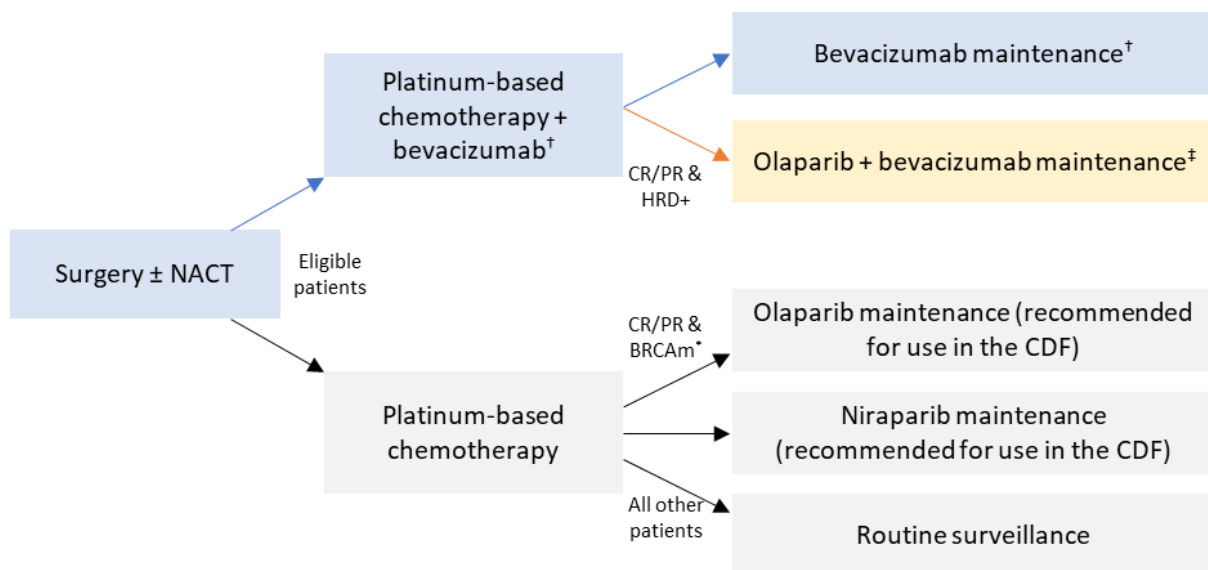 Bevacizumab maintenance†
Platinum-based
chemotherapy +
bevacizumab†
Olaparib + bevacizumab maintenance‡
CR/PR &
HRD+
Surgery ± NACT
Eligible
patients
CR/PR &
BRCAm*
Olaparib maintenance (recommended
for use in the CDF)
Platinum-based
chemotherapy
Niraparib maintenance
(recommended for use in the CDF)
All other
patients
Routine surveillance